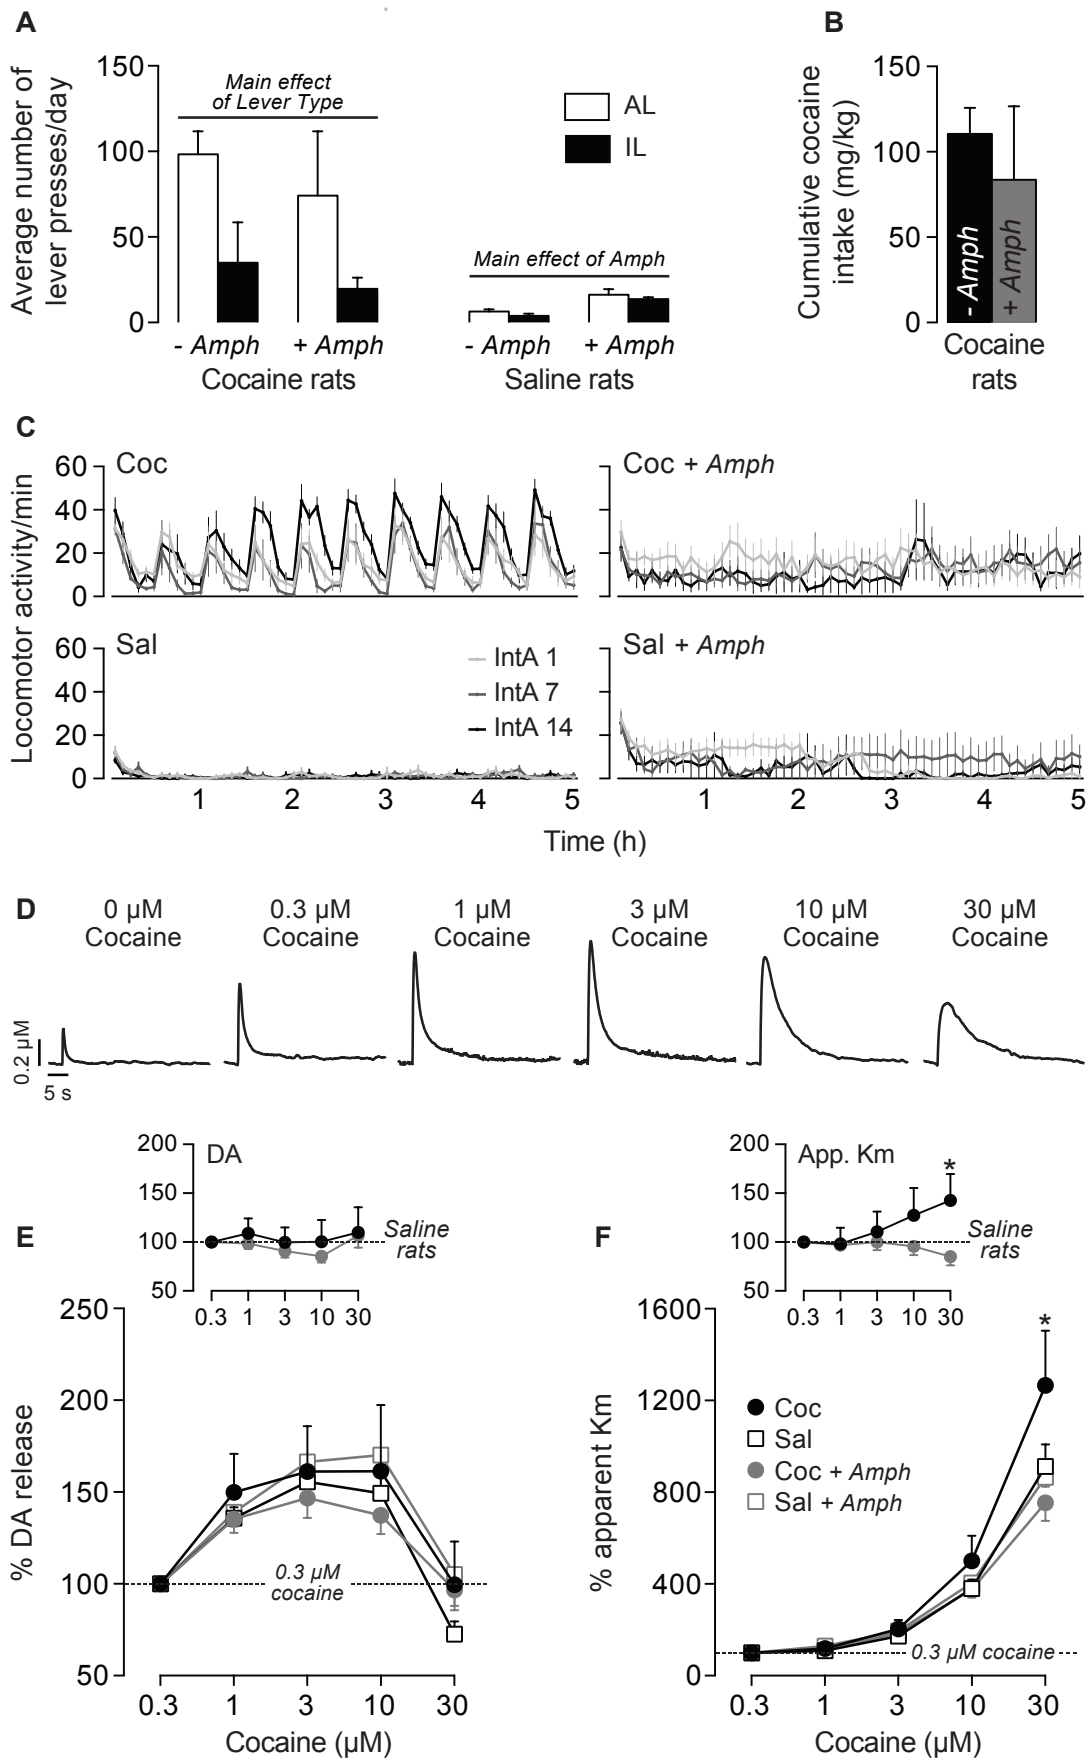 A
Average number of
lever presses/day
150
100
50
0
Main effect
of Lever Type
AL
IL
Main effect of Amph
- Amph
+ Amph
- Amph
+ Amph
Cocaine rats
Saline rats
B
Cumulative cocaine
intake (mg/kg)
150
100
50
0
- Amph
+ Amph
Cocaine
rats
C
Locomotor activity/min
60
40
20
0
Coc
Coc + Amph
60
40
20
0
Sal
IntA 1
IntA 7
IntA 14
Sal + Amph
1 2 3 4 5
1 2 3 4 5
Time (h)
D
0 µM
Cocaine
0.3 µM
Cocaine
1 µM
Cocaine
3 µM
Cocaine
10 µM
Cocaine
30 µM
Cocaine
0.2 µM
5 s
E
200
150
100
50
DA
Saline
rats
0.3 1 3 10 30
% DA release
250
200
150
100
50
0.3 µM
cocaine
0.3 1 3 10 30
Cocaine (µM)
F
200
150
100
50
App. Km
*
Saline
rats
0.3 1 3 10 30
% apparent Km
1600
1200
800
400
0
*
Coc
Sal
Coc + Amph
Sal + Amph
0.3 µM cocaine
0.3 1 3 10 30
Cocaine (µM)